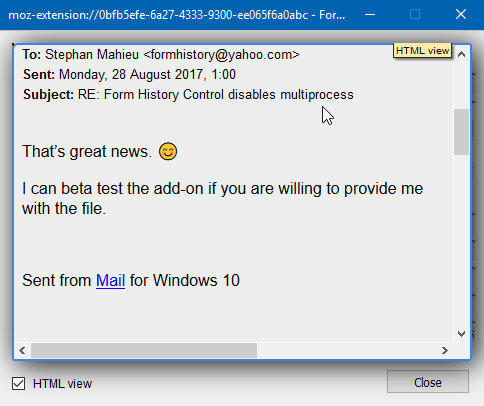 moz-extension://0bfb5efe-6a27-4333-9300-ee065f6a0abc - For...
HTML view
To: Stephan Mahieu <formhistory@yahoo.com>
Sent: Monday, 28 August 2017, 1:00
Subject: RE: Form History Control disables multiprocess
That's great news. 😊
I can beta test the add-on if you are willing to provide me
with the file.
Sent from Mail for Windows 10
HTML view
Close